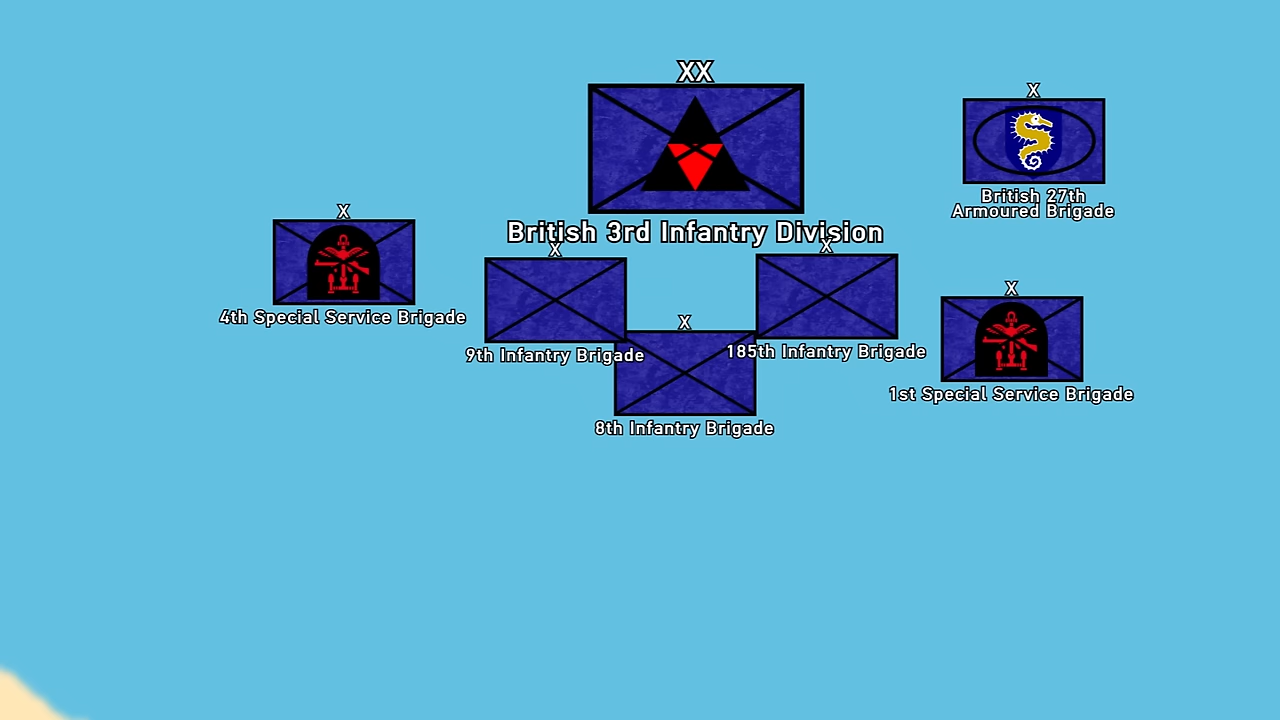 XX
British 3rd Infantry Division
X
British 27th
Armoured Brigade
X
4th Special Service Brigade
X
9th Infantry Brigade
X
185th Infantry Brigade
X
8th Infantry Brigade
X
1st Special Service Brigade